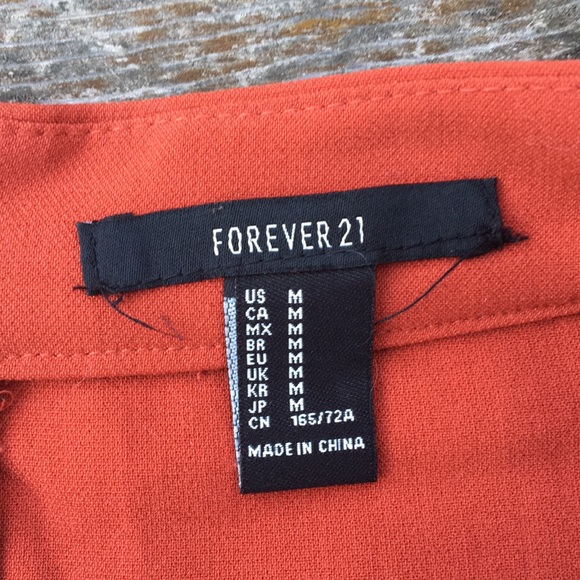 FOREVER 21
US M
CA M
MX M
BR M
EU M
UK M
KR M
JP M
CN 165/72A
MADE IN CHINA